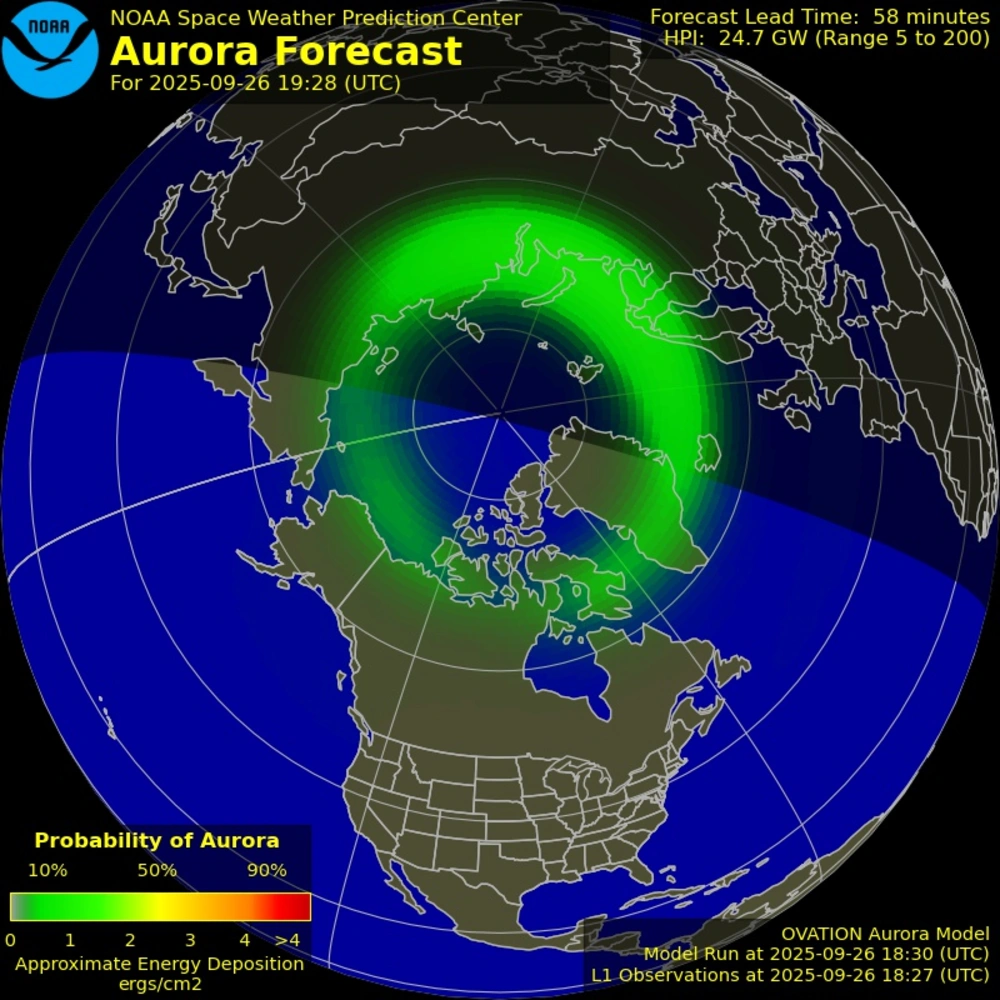 NOAA
NOAA Space Weather Prediction Center
Aurora Forecast
For 2025-09-26 19:28 (UTC)
Forecast Lead Time: 58 minutes
HPI: 24.7 GW (Range 5 to 200)
Probability of Aurora
10% 50% 90%
0 1 2 3 4 >4
Approximate Energy Deposition
ergs/cm2
OVATION Aurora Model
Model Run at 2025-09-26 18:30 (UTC)
L1 Observations at 2025-09-26 18:27 (UTC)